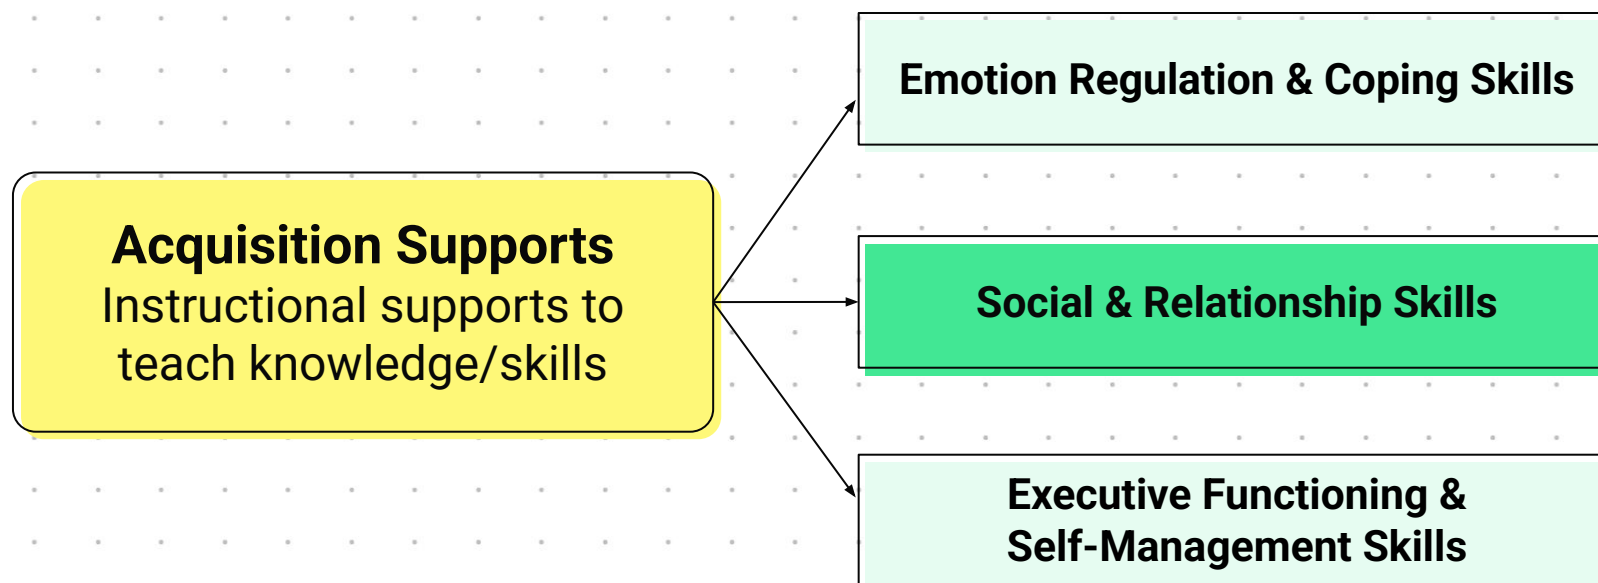 Emotion Regulation & Coping Skills
Acquisition Supports
Instructional supports to
teach knowledge/skills
Social & Relationship Skills
Executive Functioning &
Self-Management Skills